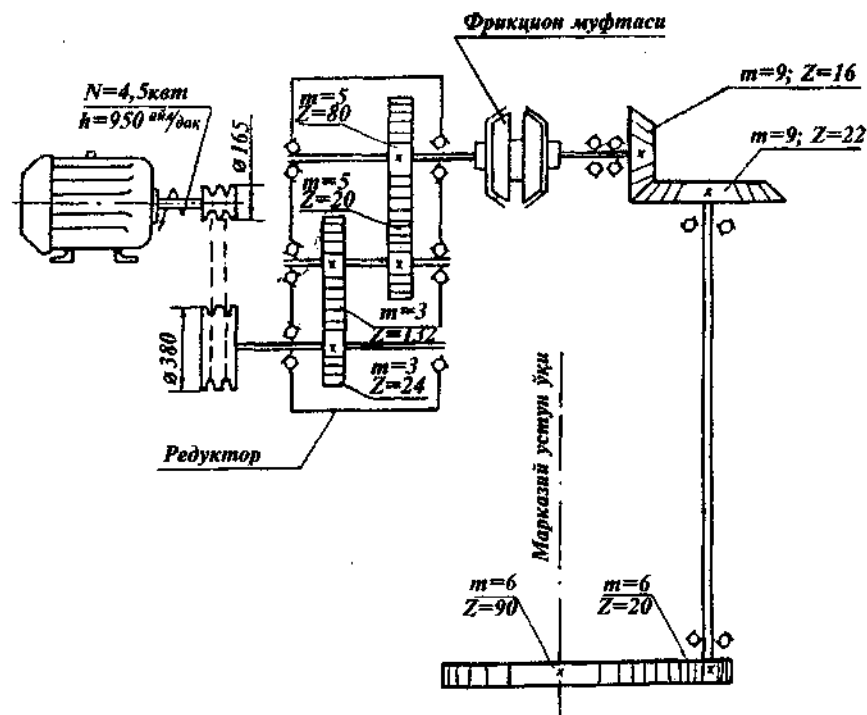 Фрикцион муфтаси
N=4,5квт
h=950 айл/дак
ø165
m=5
Z=80
m=9; Z=16
m=9; Z=22
m=5
Z=20
m=3
Z=132
m=3
Z=24
ø380
Редуктор
Марказий устун ўқи
m=6
Z=90
m=6
Z=20